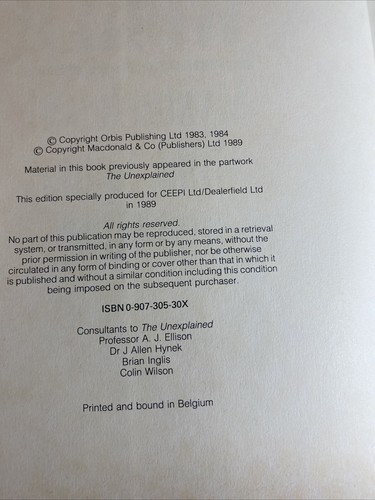 © Copyright Orbis Publishing Ltd 1983, 1984
© Copyright Macdonald & Co (Publishers) Ltd 1989
Material in this book previously appeared in the partwork
The Unexplained
This edition specially produced for CEEPI Ltd/Dealerfield Ltd
in 1989
All rights reserved.
No part of this publication may be reproduced, stored in a retrieval
system, or transmitted, in any form or by any means, without the
prior permission in writing of the publisher, nor be otherwise
circulated in any form of binding or cover other than that in which it
is published and without a similar condition including this condition
being imposed on the subsequent purchaser.
ISBN 0-907-305-30X
Consultants to The Unexplained
Professor A. J. Ellison
Dr J Allen Hynek
Brian Inglis
Colin Wilson
Printed and bound in Belgium